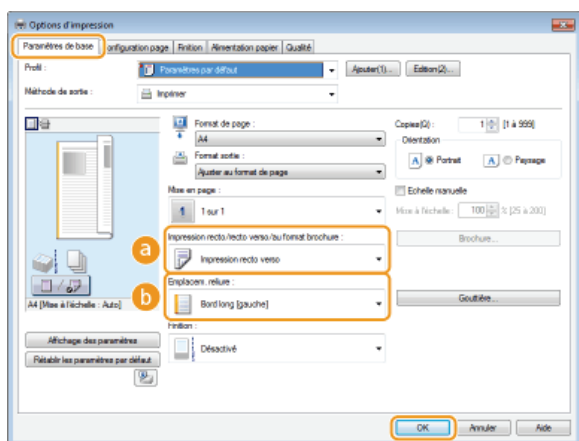 Options d'impression
Paramètres de base
onfiguration page
Finition
Alimentation papier
Qualité
Profil :
Paramètres par défaut
Ajouter(1)...
Edition(2)...
Méthode de sortie :
Imprimer
Format de page :
A4
Format sortie :
Ajuster au format de page
Copies(Q) :
1
[1 à 999]
Orientation
A
Portrait
A
Paysage
Mise en page :
1
1 sur 1
Echelle manuelle
Mise à l'échelle :
100
% [25 à 200]
a
Impression recto/recto verso/au format brochure :
Impression recto verso
Brochure...
b
Emplacem. reliure :
Bord long [gauche]
Gouttière...
A4 [Mise à l'échelle : Auto]
Finition :
Désactivé
Affichage des paramètres
Rétablir les paramètres par défaut
OK
Annuler
Aide